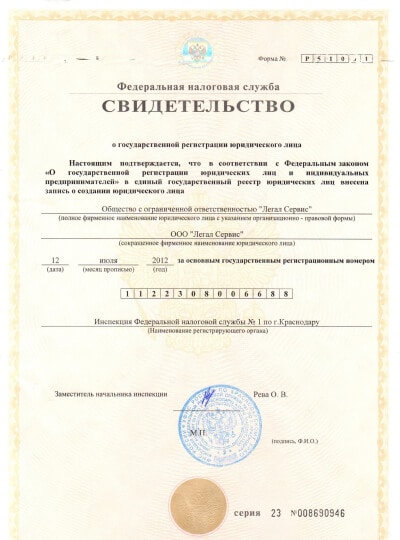 Форма № Р 5 1 0 . 1
Федеральная налоговая служба
СВИДЕТЕЛЬСТВО
о государственной регистрации юридического лица
Настоящим подтверждается, что в соответствии с Федеральным законом
«О государственной регистрации юридических лиц и индивидуальных
предпринимателей» в единый государственный реестр юридических лиц внесена
запись о создании юридического лица
Общество с ограниченной ответственностью "Легал Сервис"
(полное фирменное наименование юридического лица с указанием организационно - правовой формы)
ООО "Легал Сервис"
(сокращенное фирменное наименование юридического лица)
12 июля 2012 за основным государственным регистрационным номером
(дата) (месяц прописью) (год)
1 1 2 2 3 0 8 0 0 6 6 8 8
Инспекция Федеральной налоговой службы № 1 по г.Краснодару
(Наименование регистрирующего органа)
Заместитель начальника инспекции Рева О. В.
М.П.
(подпись, Ф.И.О.)
серия 23 №008690946